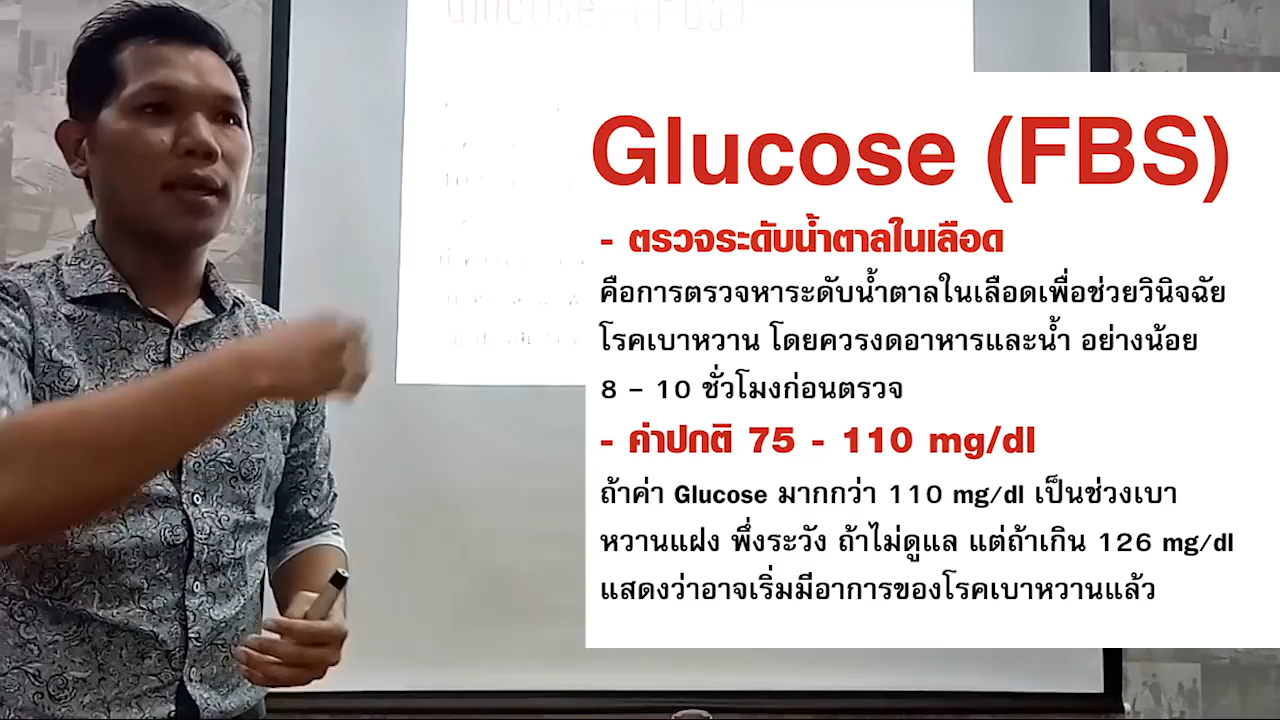 Glucose (FBS)
Glucose (FBS)
- ตรวจระดับน้ำตาลในเลือด
คือการตรวจหาระดับน้ำตาลในเลือดเพื่อช่วยวินิจฉัย
โรคเบาหวาน โดยควรงดอาหารและน้ำ อย่างน้อย
8 – 10 ชั่วโมงก่อนตรวจ
- ค่าปกติ 75 - 110 mg/dl
ถ้าค่า Glucose มากกว่า 110 mg/dl เป็นช่วงเบา
หวานแฝง พึ่งระวัง ถ้าไม่ดูแล แต่ถ้าเกิน 126 mg/dl
แสดงว่าอาจเริ่มมีอาการของโรคเบาหวานแล้ว